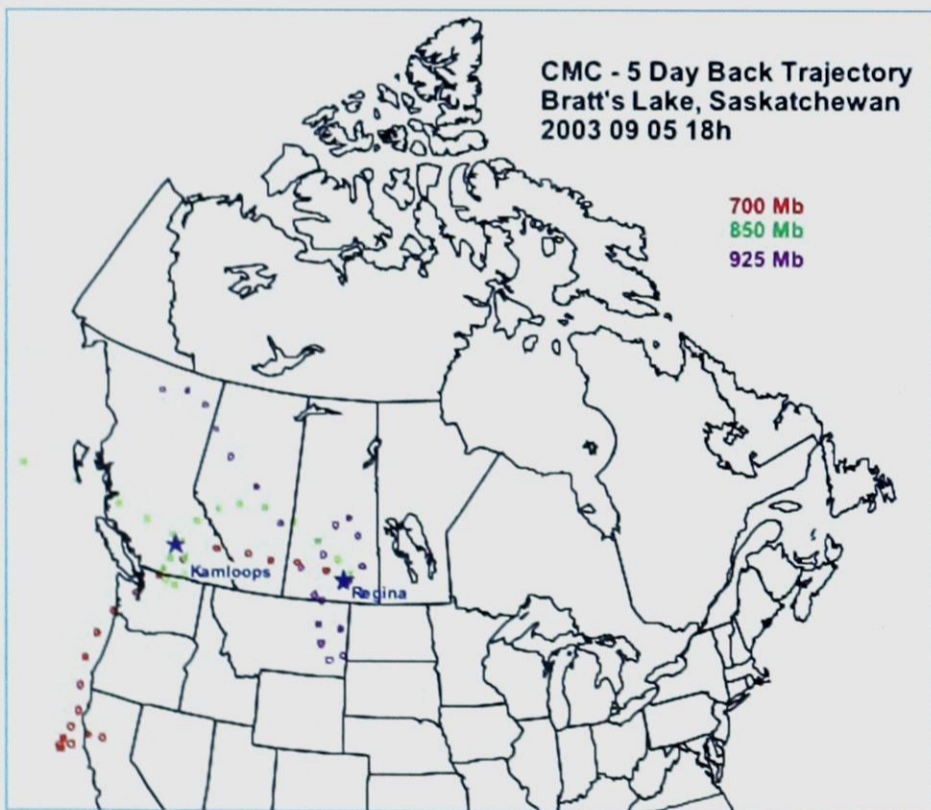 CMC - 5 Day Back Trajectory
Bratt's Lake, Saskatchewan
2003 09 05 18h
700 Mb
850 Mb
925 Mb
Kamloops
Regina